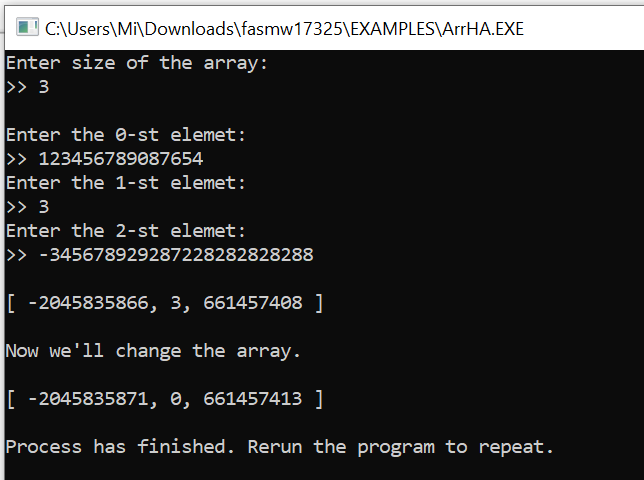 C:\Users\Mi\Downloads\fasmw17325\EXAMPLES\ArrHA.EXE
Enter size of the array:
>> 3
Enter the 0-st elemet:
>> 123456789087654
Enter the 1-st elemet:
>> 3
Enter the 2-st elemet:
>> -3456789292872282828288
[ -2045835866, 3, 661457408 ]
Now we'll change the array.
[ -2045835871, 0, 661457413 ]
Process has finished. Rerun the program to repeat.